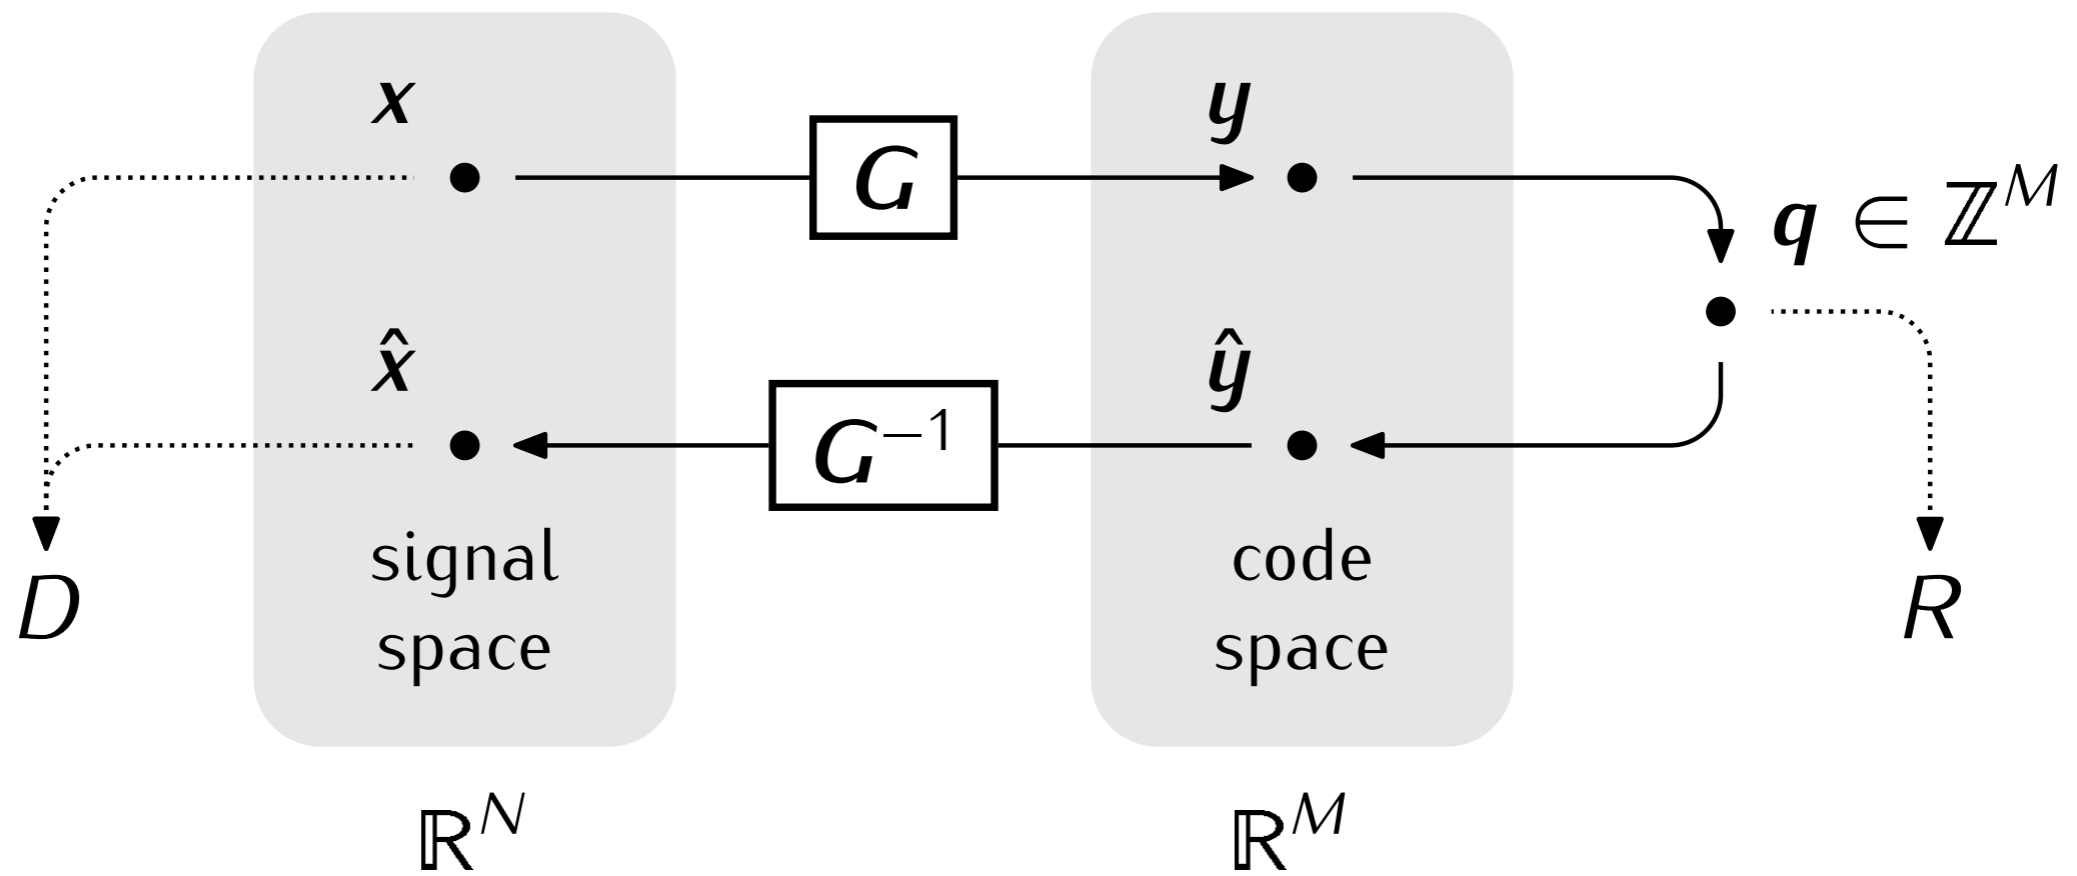 x
y
G
q ∈ ℤ^M
x̂
ŷ
G^−1
signal
space
code
space
D
R
ℝ^N
ℝ^M